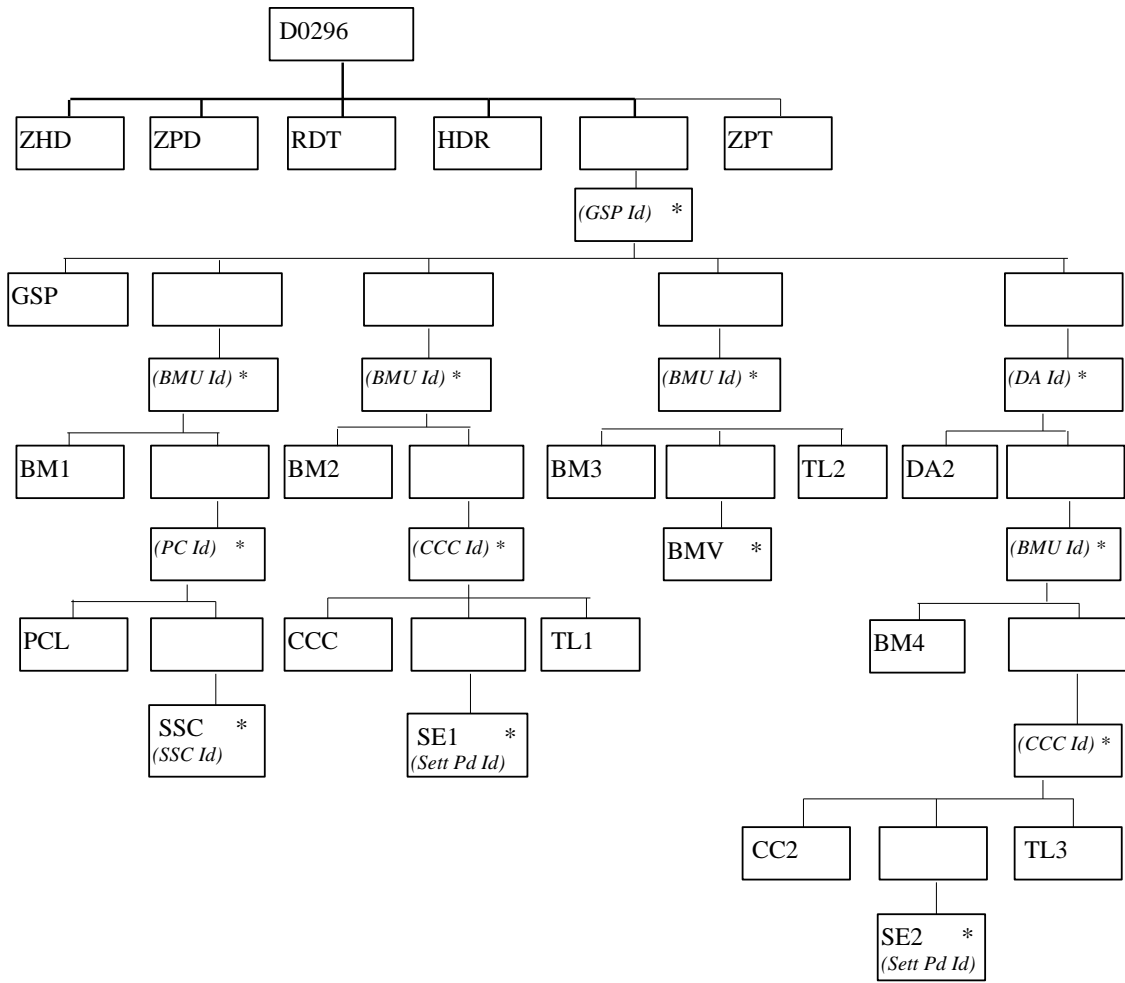 D0296
ZHD
ZPD
RDT
HDR
ZPT
(GSP Id) *
GSP
(BMU Id) *
(BMU Id) *
(BMU Id) *
(DA Id) *
BM1
BM2
BM3
TL2
DA2
(PC Id) *
(CCC Id) *
BMV *
(BMU Id) *
PCL
CCC
TL1
BM4
SSC *
(SSC Id)
SE1 *
(Sett Pd Id)
(CCC Id) *
CC2
TL3
SE2 *
(Sett Pd Id)